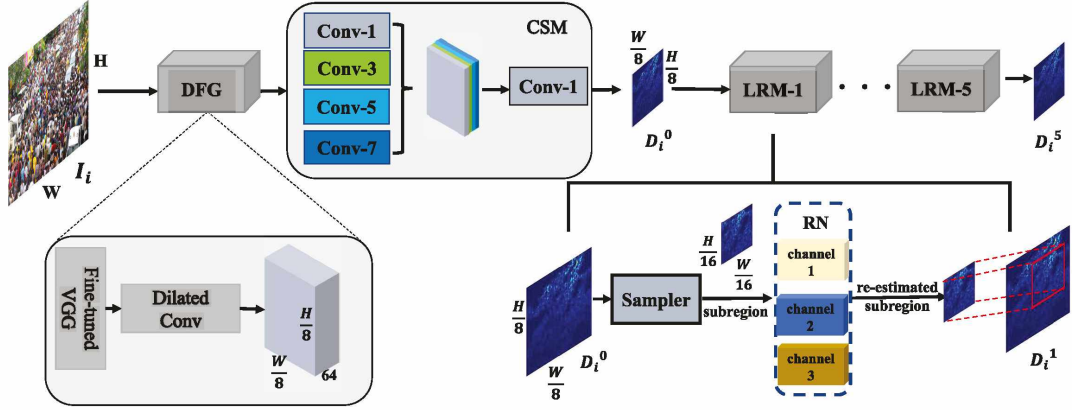 H
W
I_i
DFG
CSM
Conv-1
Conv-3
Conv-5
Conv-7
Conv-1
W/8
H/8
D_i^0
LRM-1
. . .
LRM-5
D_i^5
Fine-tuned
VGG
Dilated
Conv
H/8
W/8
64
H/8
W/8
D_i^0
Sampler
H/16
W/16
subregion
RN
channel
1
channel
2
channel
3
re-estimated
subregion
D_i^1